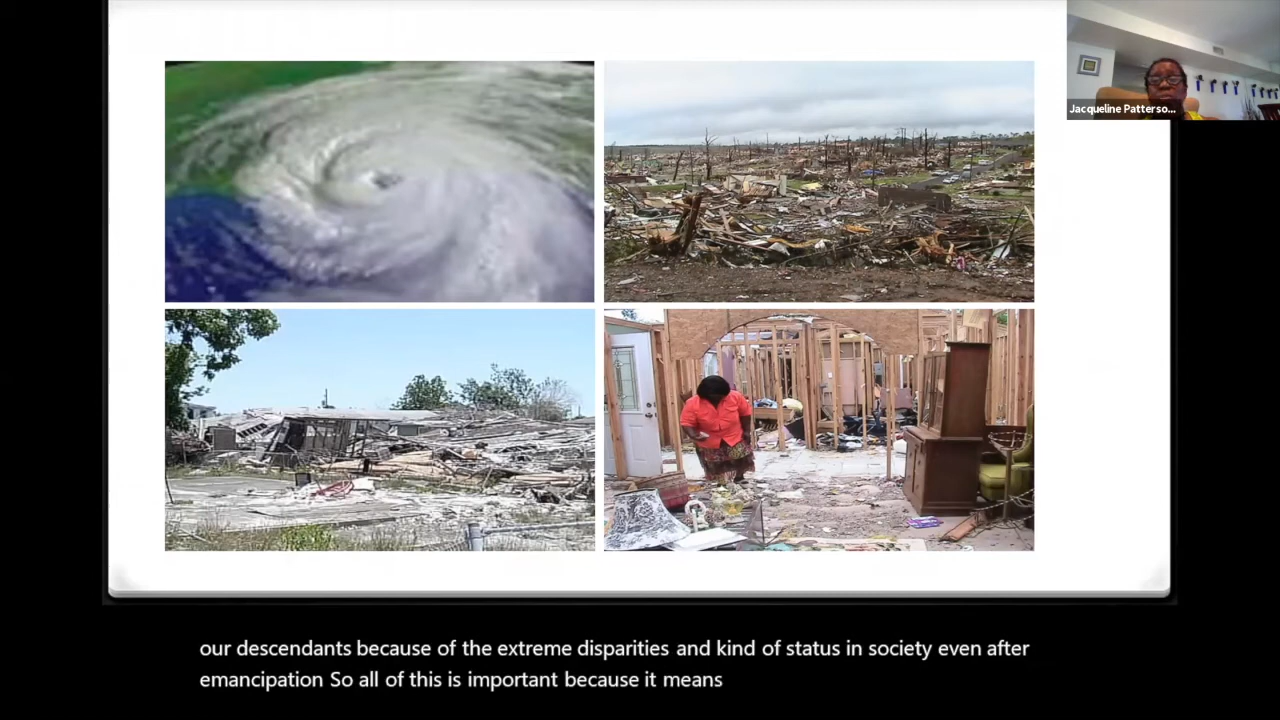 Jacqueline Patterso...
our descendants because of the extreme disparities and kind of status in society even after
emancipation So all of this is important because it means